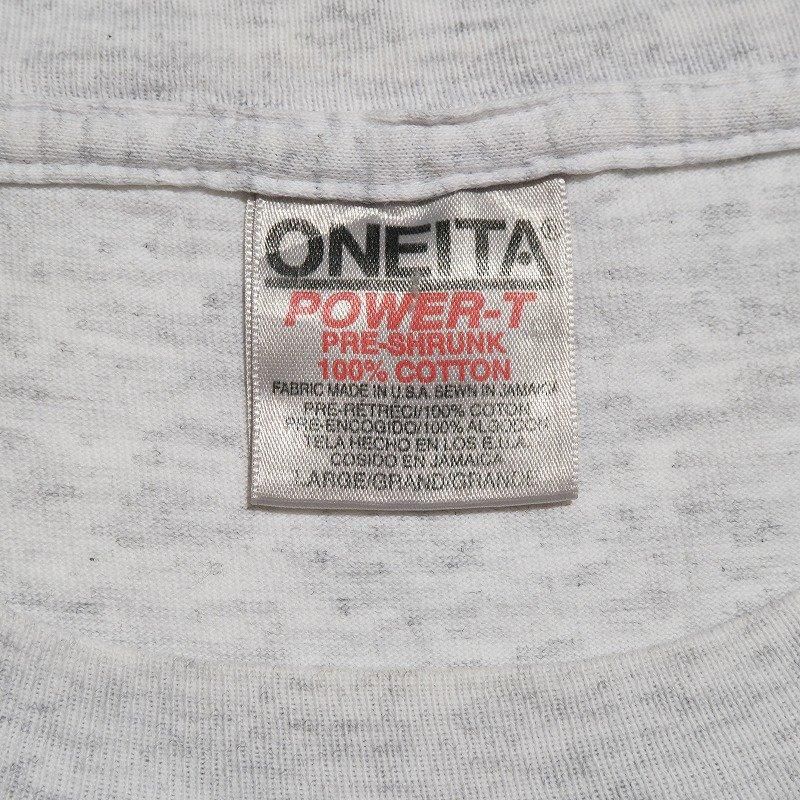 ONEITA®
POWER-T
PRE-SHRUNK
100% COTTON
FABRIC MADE IN U.S.A. SEWN IN JAMAICA
PRE-RETRECI/100% COTON
PRE-ENCOGIDO/100% ALGODON
TELA HECHO EN LOS E.U.A.
COSIDO EN JAMAICA
LARGE/GRAND/GRANDE